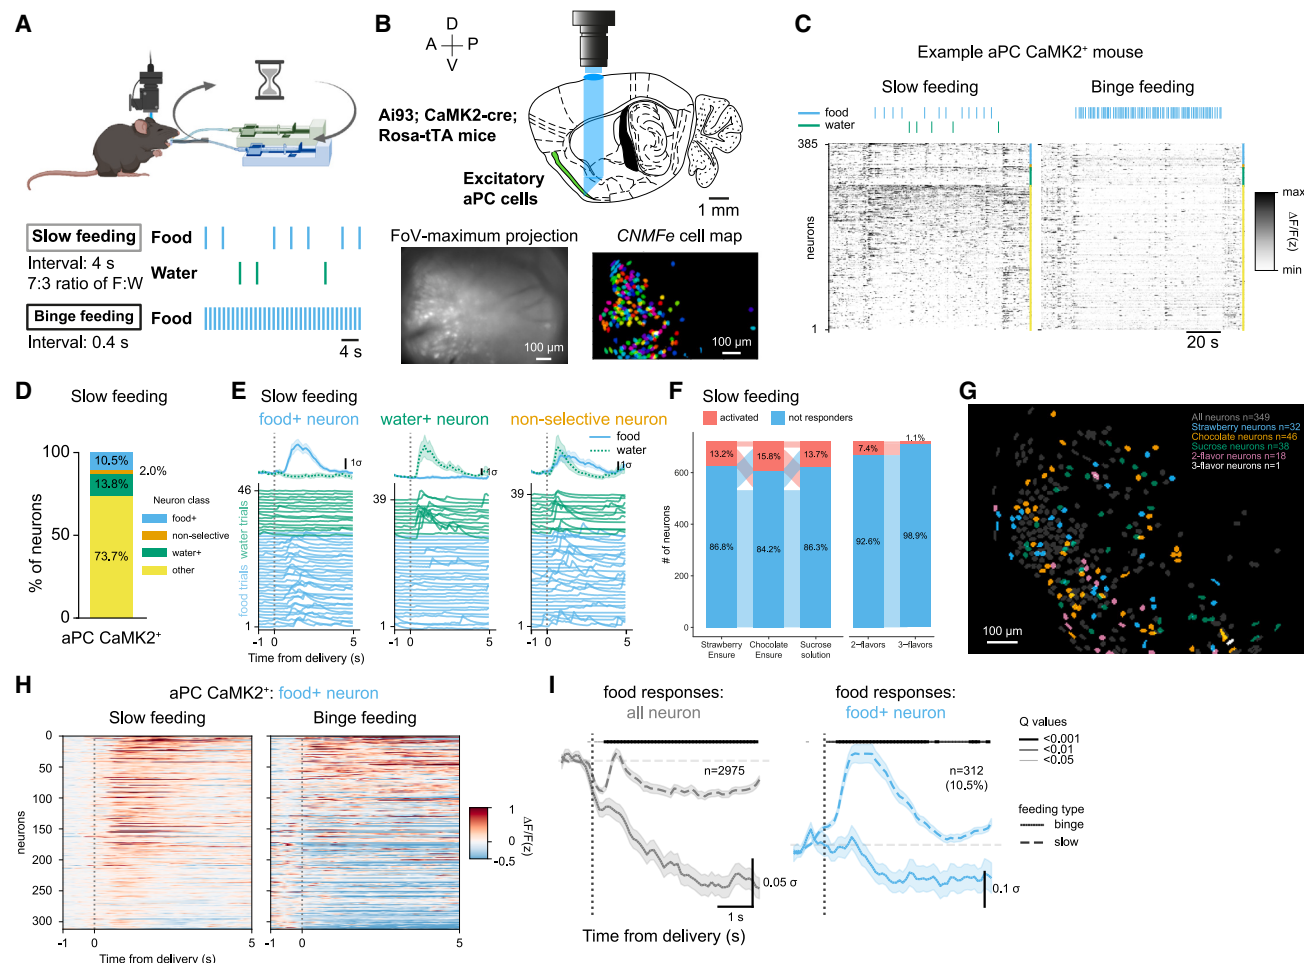 A
Slow feeding
Food
Interval: 4 s
7:3 ratio of F:W
Water
Binge feeding
Food
Interval: 0.4 s
4 s
B
D
A
P
V
Ai93; CaMK2-cre;
Rosa-tTA mice
Excitatory
aPC cells
1 mm
FoV-maximum projection
CNMFe cell map
100 µm
100 µm
C
Example aPC CaMK2+ mouse
Slow feeding
Binge feeding
food
water
385
neurons
1
max
ΔF/F(z)
min
20 s
D
Slow feeding
100
50
0
% of neurons
10.5%
2.0%
13.8%
73.7%
Neuron class
food+
non-selective
water+
other
aPC CaMK2+
E
Slow feeding
food+ neuron
water+ neuron
non-selective neuron
food
water
1σ
1σ
1σ
46
39
39
water trials
food trials
1
1
1
-1
0
5
-1
0
5
-1
0
5
Time from delivery (s)
Time from delivery (s)
F
Slow feeding
activated
not responders
600
400
200
0
# of neurons
13.2%
15.8%
13.7%
7.4%
1.1%
86.8%
84.2%
86.3%
92.6%
98.9%
Strawberry
Ensure
Chocolate
Ensure
Sucrose
solution
2-flavors
3-flavors
G
All neurons n=349
Strawberry neurons n=32
Chocolate neurons n=46
Sucrose neurons n=38
2-flavor neurons n=18
3-flavor neurons n=1
100 µm
H
aPC CaMK2+: food+ neuron
Slow feeding
Binge feeding
0
50
100
150
200
250
300
neurons
-1
0
5
-1
0
5
Time from delivery (s)
1
0
-0.5
ΔF/F(z)
I
food responses:
all neuron
food responses:
food+ neuron
n=2975
n=312
(10.5%)
0.05 σ
1 s
0.1 σ
Time from delivery (s)
Q values
<0.001
<0.01
<0.05
feeding type
binge
slow